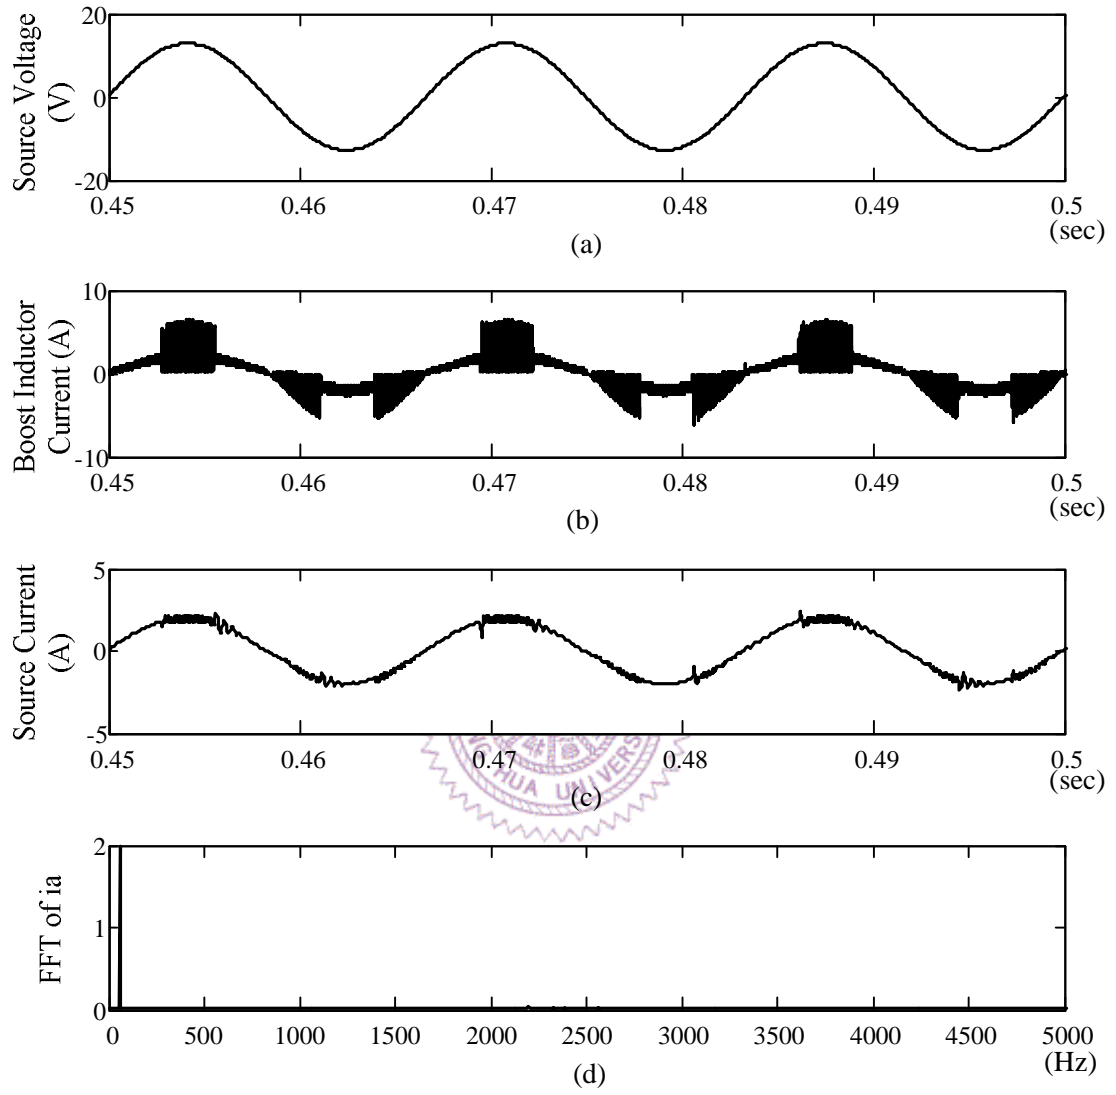 20
Source Voltage
(V)
0
-20
0.45 0.46 0.47 0.48 0.49 0.5
(sec)
(a)
10
Boost Inductor
Current (A)
0
-10
0.45 0.46 0.47 0.48 0.49 0.5
(sec)
(b)
5
Source Current
(A)
0
-5
0.45 0.46 0.47 0.48 0.49 0.5
(sec)
HUA UNIVERS
(c)
2
FFT of ia
1
0
0 500 1000 1500 2000 2500 3000 3500 4000 4500 5000
(Hz)
(d)